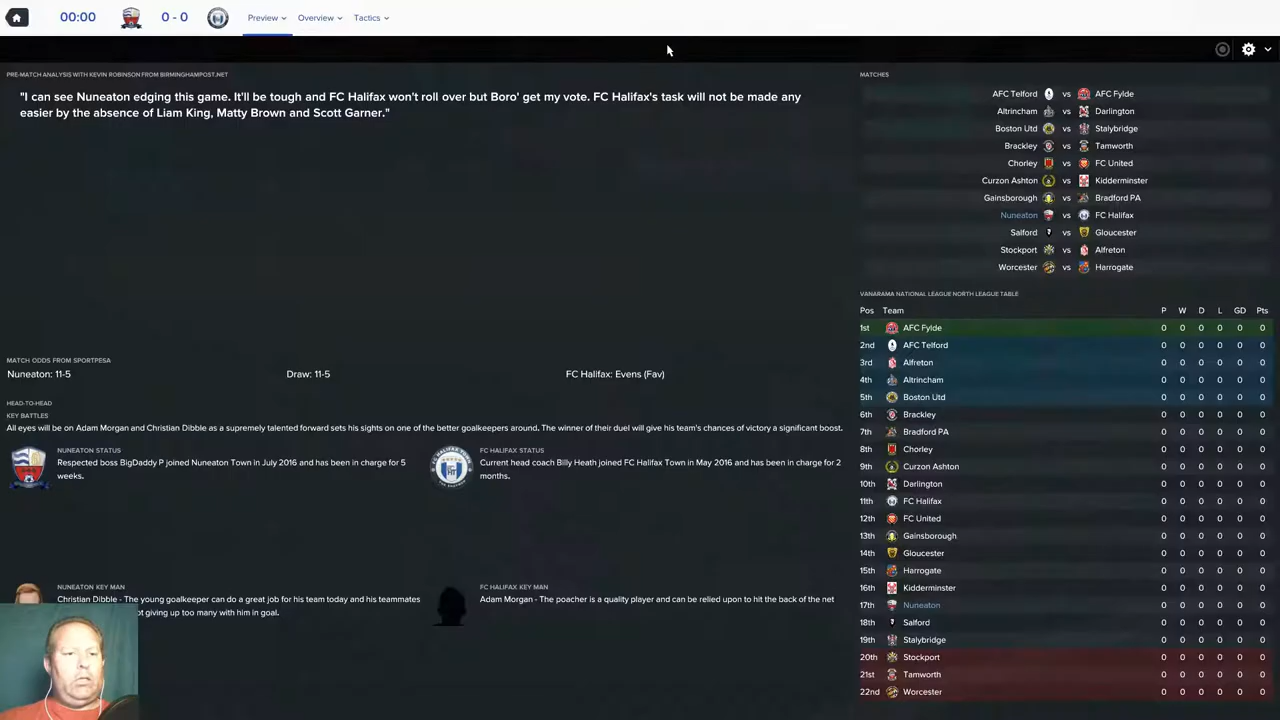 00:00
0 - 0
Preview
Overview
Tactics
PRE-MATCH ANALYSIS WITH KEVIN ROBINSON FROM BIRMINGHAMPOST.NET
"I can see Nuneaton edging this game. It'll be tough and FC Halifax won't roll over but Boro' get my vote. FC Halifax's task will not be made any
easier by the absence of Liam King, Matty Brown and Scott Garner."
MATCH ODDS FROM SPORTPESA
Nuneaton: 11-5
Draw: 11-5
FC Halifax: Evens (Fav)
HEAD-TO-HEAD
KEY BATTLES
All eyes will be on Adam Morgan and Christian Dibble as a supremely talented forward sets his sights on one of the better goalkeepers around. The winner of their duel will give his team's chances of victory a significant boost.
NUNEATON STATUS
Respected boss BigDaddy P joined Nuneaton Town in July 2016 and has been in charge for 5
weeks.
FC HALIFAX STATUS
Current head coach Billy Heath joined FC Halifax Town in May 2016 and has been in charge for 2
months.
NUNEATON KEY MAN
Christian Dibble - The young goalkeeper can do a great job for his team today and his teammates
giving up too many with him in goal.
FC HALIFAX KEY MAN
Adam Morgan - The poacher is a quality player and can be relied upon to hit the back of the net
MATCHES
AFC Telford vs AFC Fylde
Altrincham vs Darlington
Boston Utd vs Stalybridge
Brackley vs Tamworth
Chorley vs FC United
Curzon Ashton vs Kidderminster
Gainsborough vs Bradford PA
Nuneaton vs FC Halifax
Salford vs Gloucester
Stockport vs Alfreton
Worcester vs Harrogate
VANARAMA NATIONAL LEAGUE NORTH LEAGUE TABLE
Pos Team P W D L GD Pts
1st AFC Fylde 0 0 0 0 0 0
2nd AFC Telford 0 0 0 0 0 0
3rd Alfreton 0 0 0 0 0 0
4th Altrincham 0 0 0 0 0 0
5th Boston Utd 0 0 0 0 0 0
6th Brackley 0 0 0 0 0 0
7th Bradford PA 0 0 0 0 0 0
8th Chorley 0 0 0 0 0 0
9th Curzon Ashton 0 0 0 0 0 0
10th Darlington 0 0 0 0 0 0
11th FC Halifax 0 0 0 0 0 0
12th FC United 0 0 0 0 0 0
13th Gainsborough 0 0 0 0 0 0
14th Gloucester 0 0 0 0 0 0
15th Harrogate 0 0 0 0 0 0
16th Kidderminster 0 0 0 0 0 0
17th Nuneaton 0 0 0 0 0 0
18th Salford 0 0 0 0 0 0
19th Stalybridge 0 0 0 0 0 0
20th Stockport 0 0 0 0 0 0
21st Tamworth 0 0 0 0 0 0
22nd Worcester 0 0 0 0 0 0